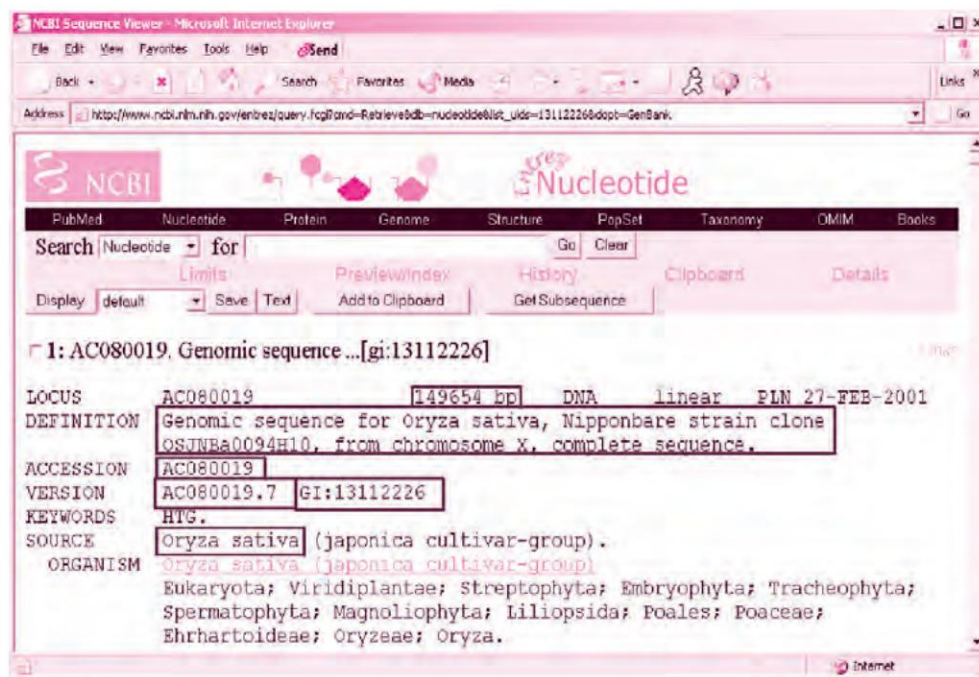 NCBI Sequence Viewer - Microsoft Internet Explorer
File Edit View Favorites Tools Help Send
Back Search Favorites Media Links
Address http://www.ncbi.nlm.nih.gov/entrez/query.fcgi?cmd=Retrieve&db=nucleotide&list_uids=13112226&dopt=GenBank Go
NCBI Entrez Nucleotide
PubMed Nucleotide Protein Genome Structure PopSet Taxonomy OMIM Books
Search Nucleotide for Go Clear
Limits Preview/Index History Clipboard Details
Display default Save Text Add to Clipboard Get Subsequence
1: AC080019. Genomic sequence ...[gi:13112226] Links
LOCUS AC080019 149654 bp DNA linear PLN 27-FEB-2001
DEFINITION Genomic sequence for Oryza sativa, Nipponbare strain clone
OSJNBa0094H10, from chromosome X, complete sequence.
ACCESSION AC080019
VERSION AC080019.7 GI:13112226
KEYWORDS HTG.
SOURCE Oryza sativa (japonica cultivar-group).
ORGANISM Oryza sativa (japonica cultivar-group)
Eukaryota; Viridiplantae; Streptophyta; Embryophyta; Tracheophyta;
Spermatophyta; Magnoliophyta; Liliopsida; Poales; Poaceae;
Ehrhartoideae; Oryzeae; Oryza.
Internet